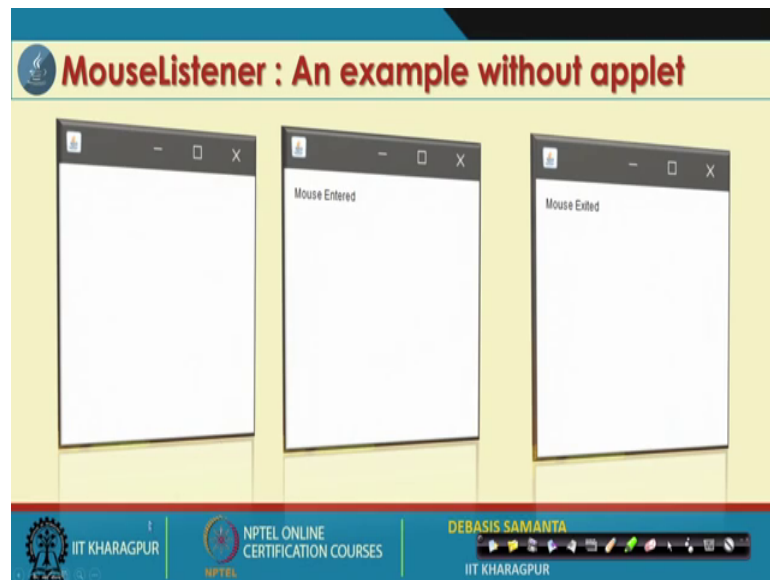 MouseListener : An example without applet
Mouse Entered
Mouse Exited
IIT KHARAGPUR
NPTEL
NPTEL ONLINE
CERTIFICATION COURSES
DEBASIS SAMANTA
IIT KHARAGPUR